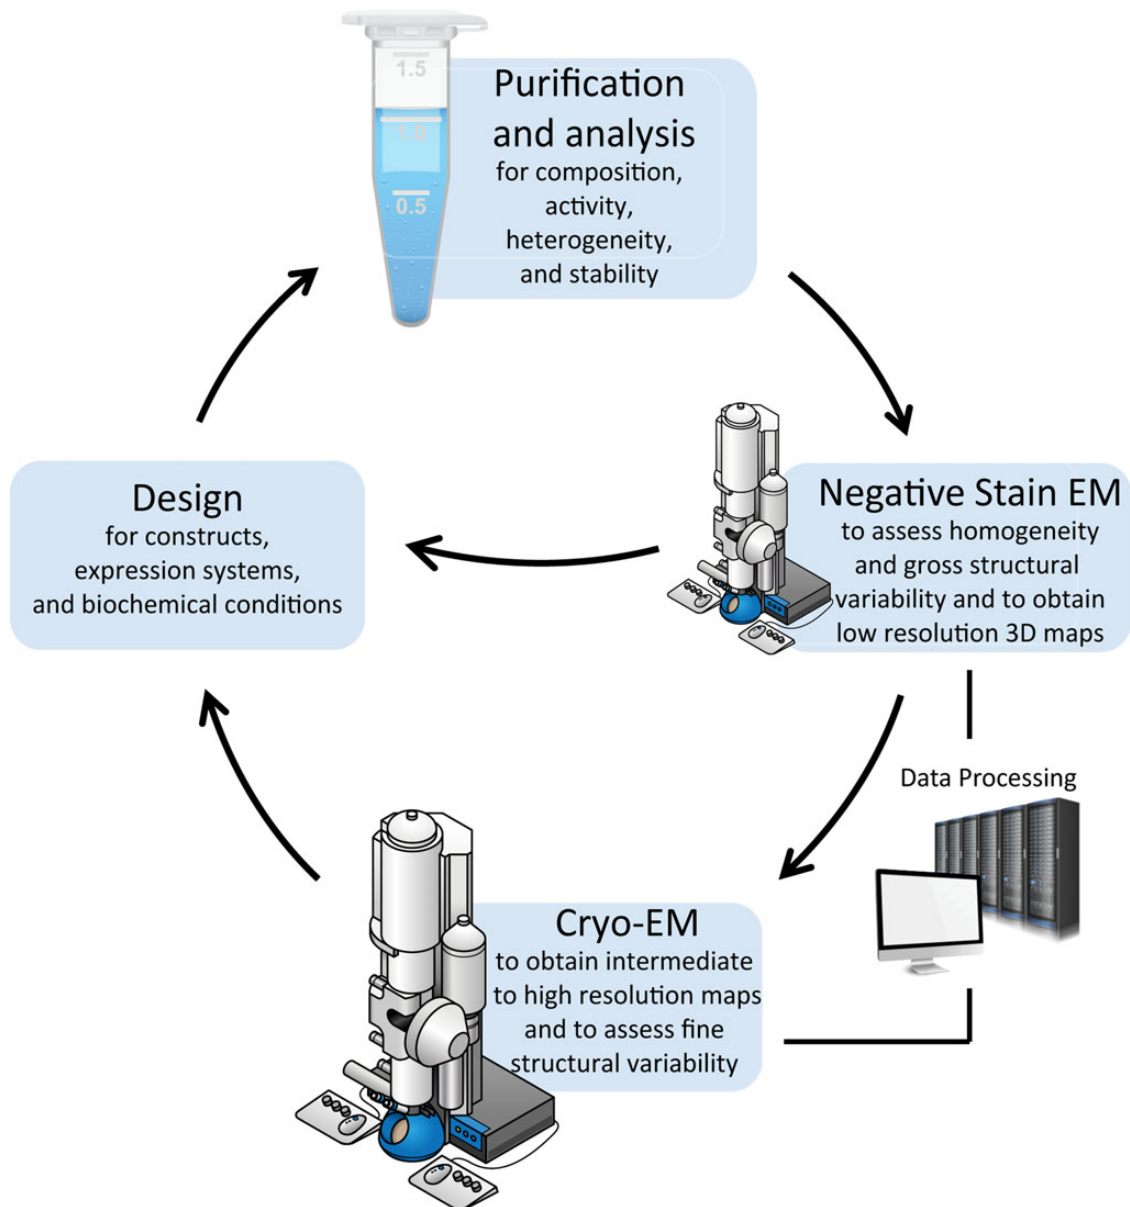 1.5
1.0
0.5
Purification
and analysis
for composition,
activity,
heterogeneity,
and stability
Design
for constructs,
expression systems,
and biochemical conditions
Negative Stain EM
to assess homogeneity
and gross structural
variability and to obtain
low resolution 3D maps
Data Processing
Cryo-EM
to obtain intermediate
to high resolution maps
and to assess fine
structural variability